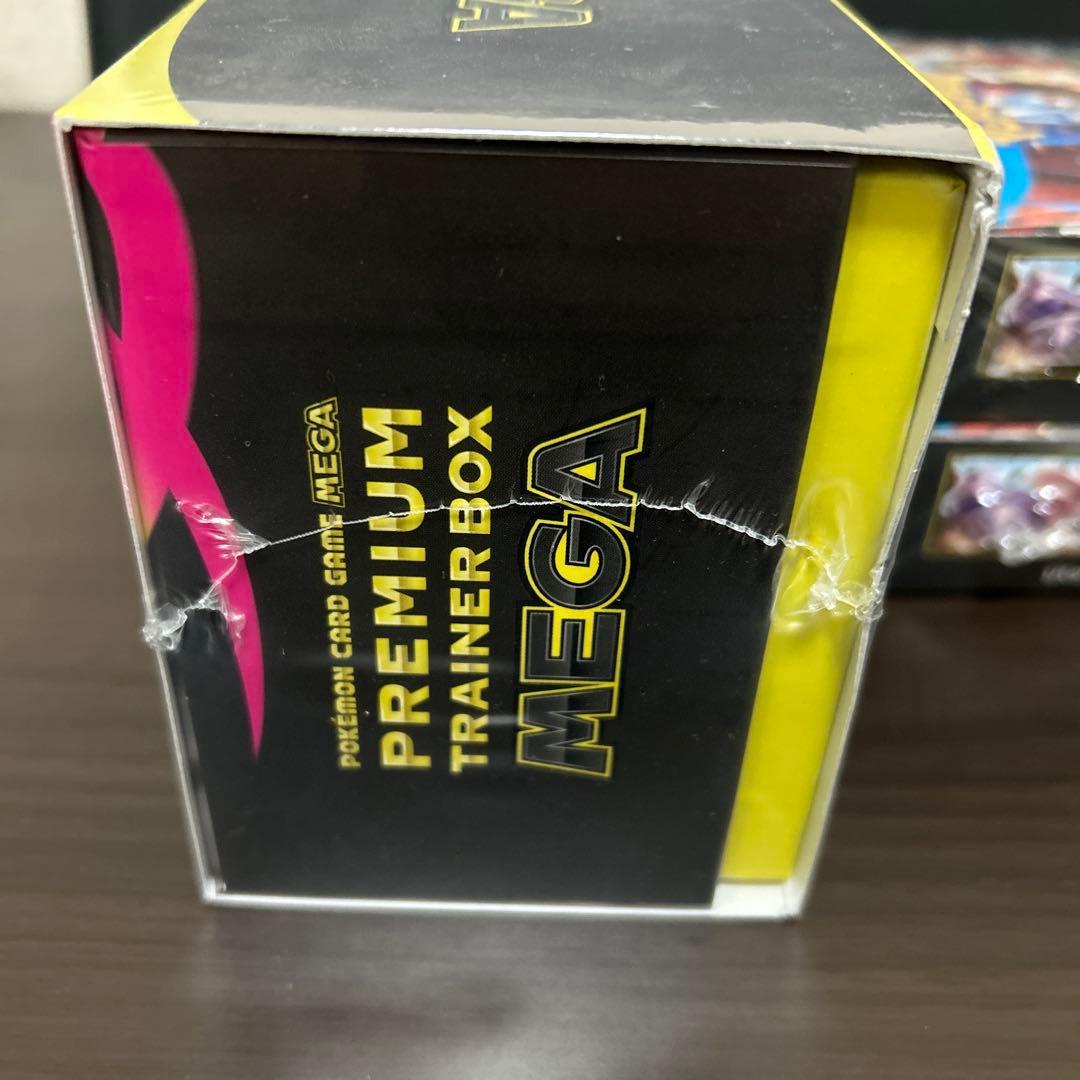 POKÉMON CARD GAME MEGA
PREMIUM
TRAINER BOX
MEGA